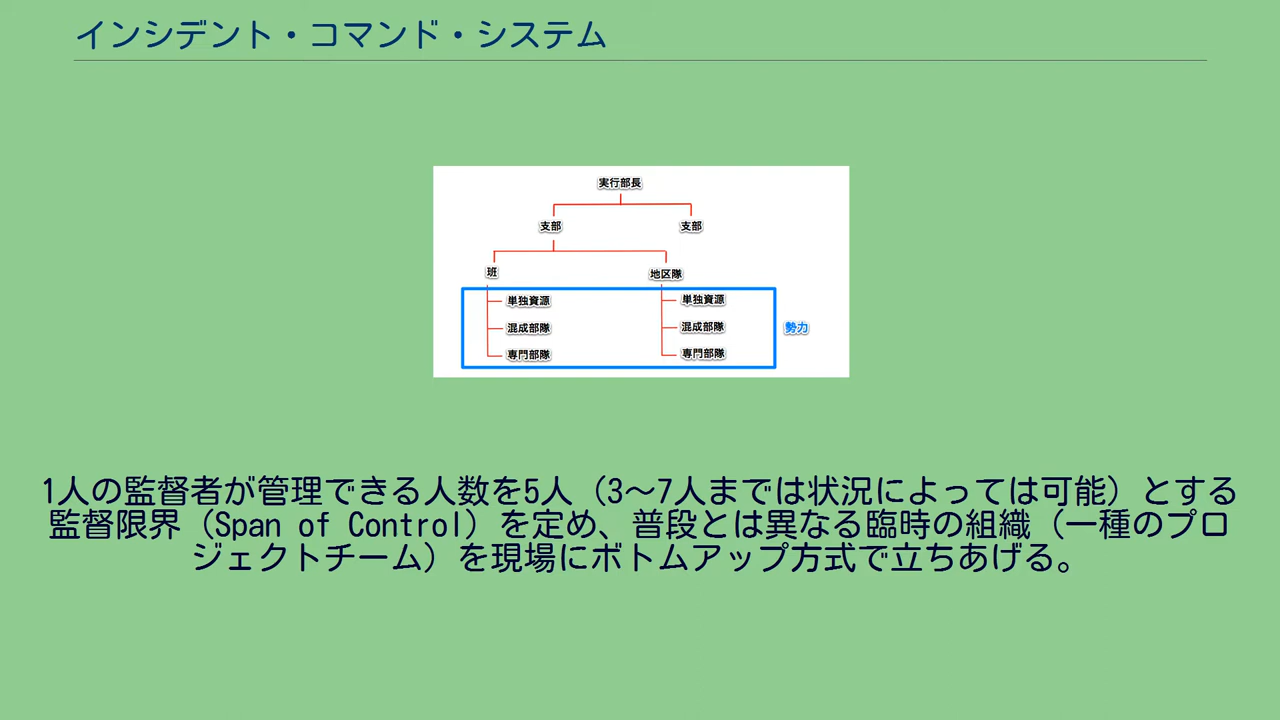 インシデント・コマンド・システム
実行部長
支部
支部
班
地区隊
単独資源
単独資源
混成部隊
混成部隊
勢力
専門部隊
専門部隊
1人の監督者が管理できる人数を5人（3〜7人までは状況によっては可能）とする
監督限界（Span of Control）を定め、普段とは異なる臨時の組織（一種のプロ
ジェクトチーム）を現場にボトムアップ方式で立ちあげる。